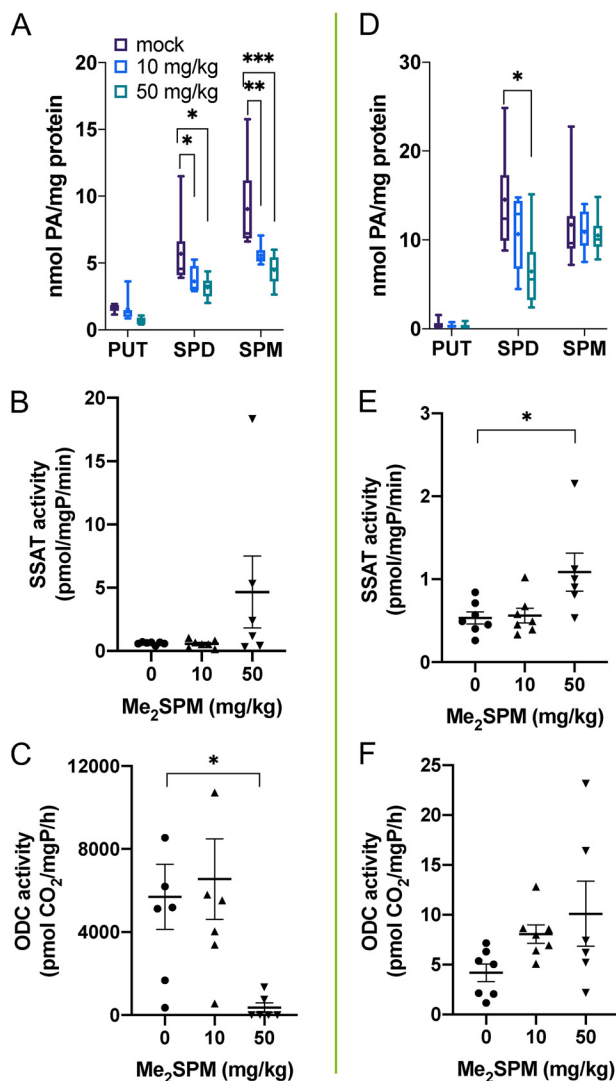 A
mock
10 mg/kg
50 mg/kg
*
*
**
***
nmol PA/mg protein
20
15
10
5
0
PUT SPD SPM
D
*
nmol PA/mg protein
30
20
10
0
PUT SPD SPM
B
SSAT activity
(pmol/mgP/min)
20
15
10
5
0
0 10 50
Me₂SPM (mg/kg)
E
*
SSAT activity
(pmol/mgP/min)
3
2
1
0
0 10 50
Me₂SPM (mg/kg)
C
*
ODC activity
(pmol CO₂/mgP/h)
12000
8000
4000
0
0 10 50
Me₂SPM (mg/kg)
F
ODC activity
(pmol CO₂/mgP/h)
25
20
15
10
5
0
0 10 50
Me₂SPM (mg/kg)